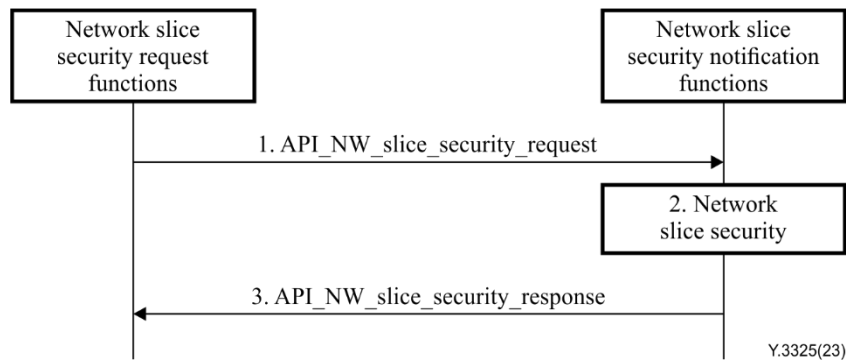 Network slice
security request
functions
Network slice
security notification
functions
1. API_NW_slice_security_request
2. Network
slice security
3. API_NW_slice_security_response
Y.3325(23)